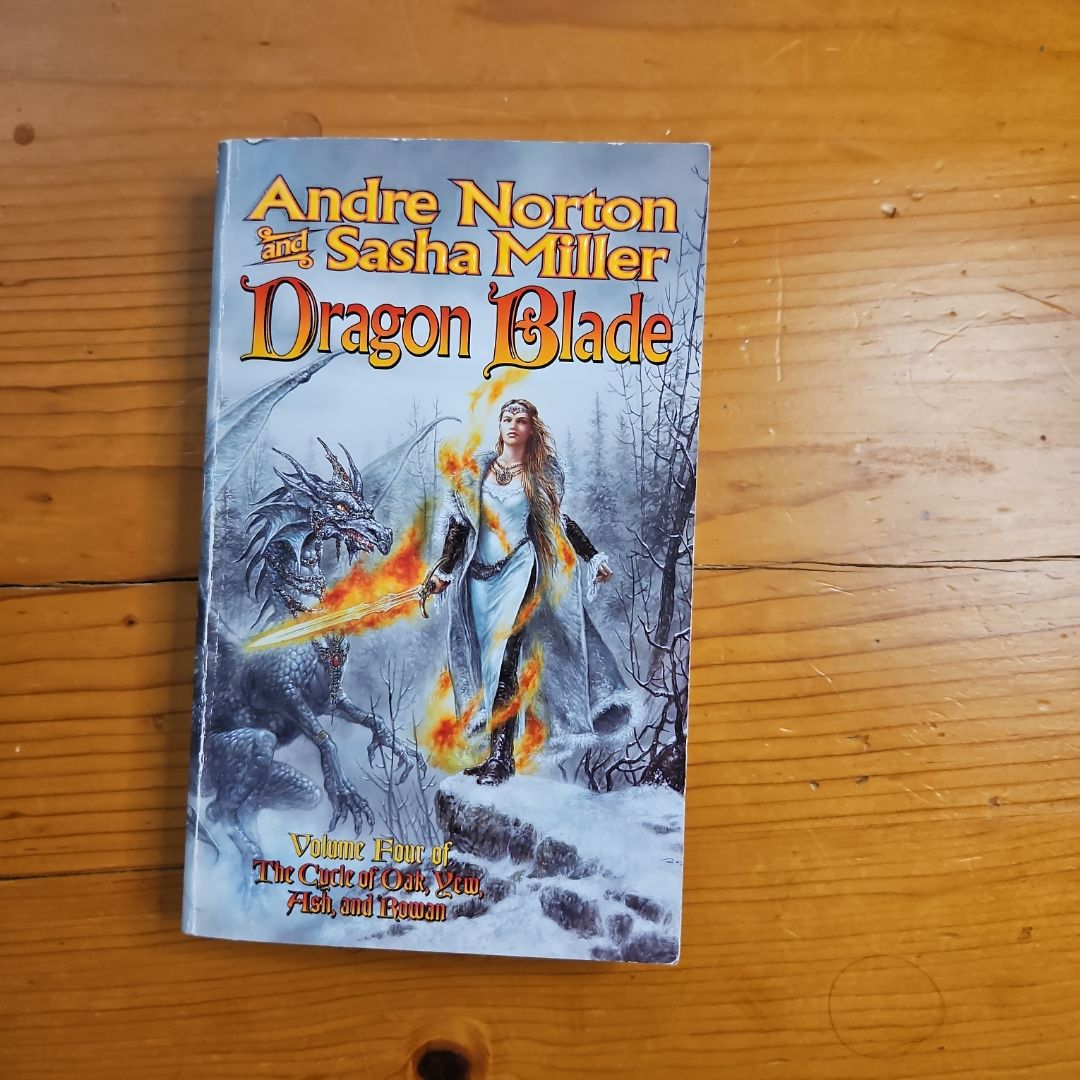 Andre Norton
and Sasha Miller
Dragon Blade
Volume Four of
The Cycle of Oak, Yew,
Ash, and Rowan